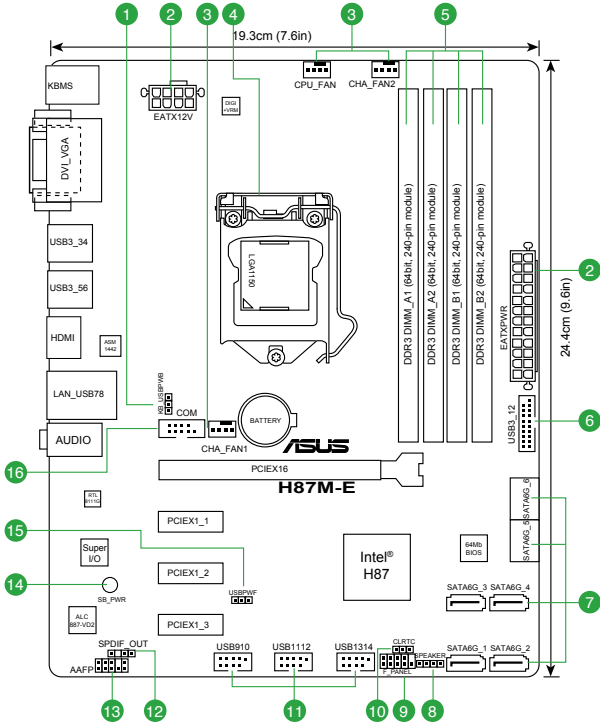 1
2
3
4
3
5
19.3cm (7.6in)
KBMS
EATX12V
DIGI
+VRM
CPU_FAN
CHA_FAN2
DVI_VGA
LGA1150
DDR3 DIMM_A1 (64bit, 240-pin module)
DDR3 DIMM_A2 (64bit, 240-pin module)
DDR3 DIMM_B1 (64bit, 240-pin module)
DDR3 DIMM_B2 (64bit, 240-pin module)
USB3_34
USB3_56
2
EATXPWR
24.4cm (9.6in)
HDMI
ASM
1442
LAN_USB78
KB_USBPWB
COM
CHA_FAN1
BATTERY
USB3_12
6
AUDIO
ASUS
16
PCIEX16
H87M-E
RTL
8111G
SATA6G_6
SATA6G_5
PCIEX1_1
15
Super
I/O
Intel®
H87
64Mb
BIOS
14
SB_PWR
PCIEX1_2
USBPWF
SATA6G_3
SATA6G_4
7
ALC
887-VD2
PCIEX1_3
SPDIF_OUT
AAFP
USB910
USB1112
USB1314
CLRTC
F_PANEL
SPEAKER
SATA6G_1
SATA6G_2
13
12
11
10
9
8